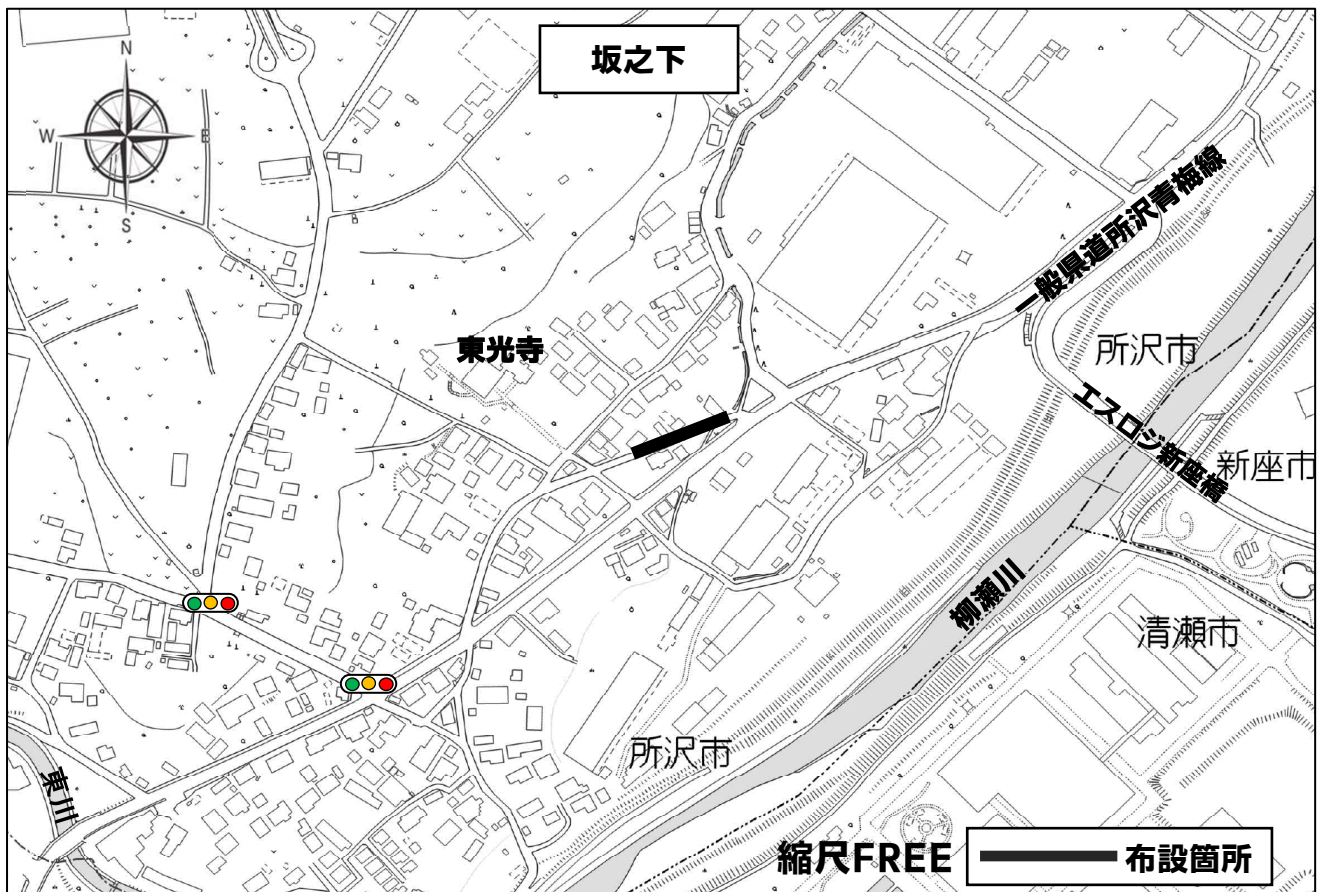 坂之下
N
W
E
S
一般県道所沢青梅線
東光寺
所沢市
エスロジ新座橋
新座市
柳瀬川
清瀬市
所沢市
東川
縮尺FREE
布設箇所